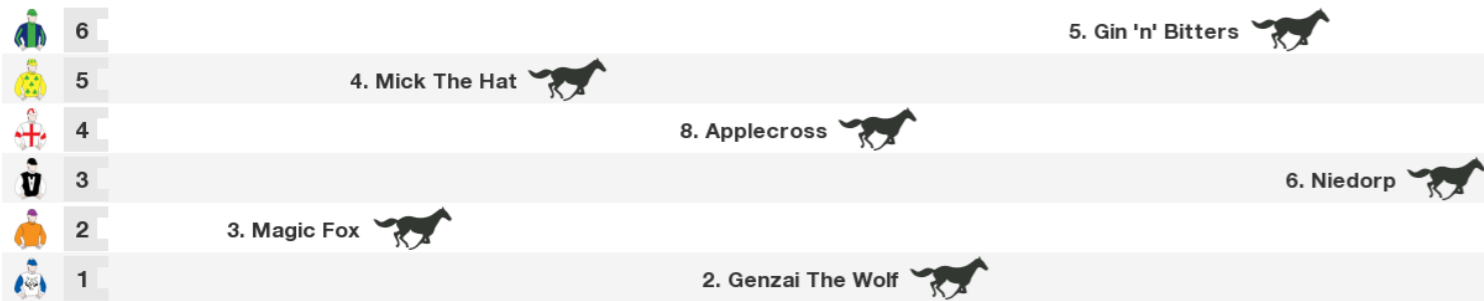 6 5. Gin 'n' Bitters
5 4. Mick The Hat
4 8. Applecross
3 6. Niedorp
2 3. Magic Fox
1 2. Genzai The Wolf